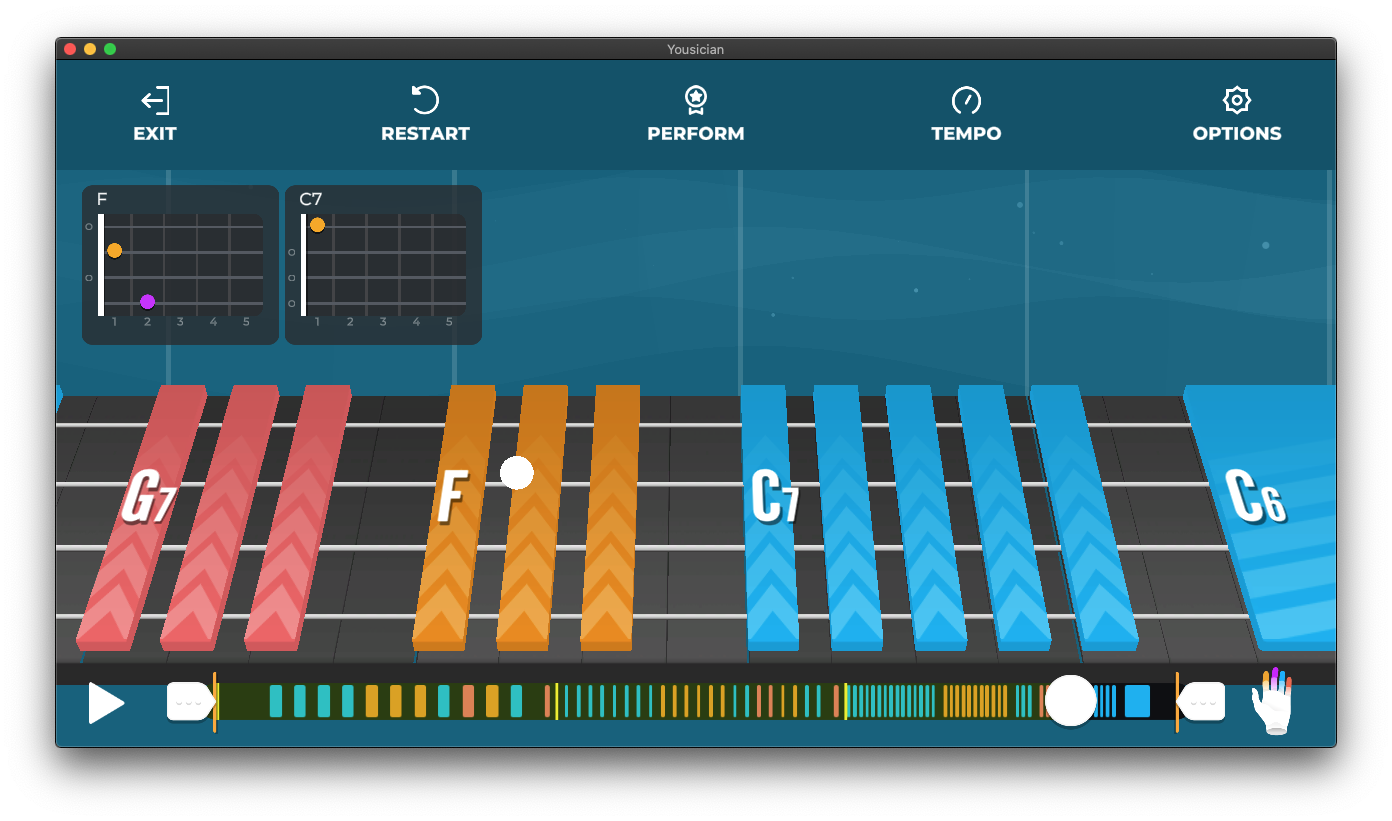 Yousician
EXIT RESTART PERFORM TEMPO OPTIONS
F C7
1 2 3 4 5 1 2 3 4 5
G7 F C7 C6